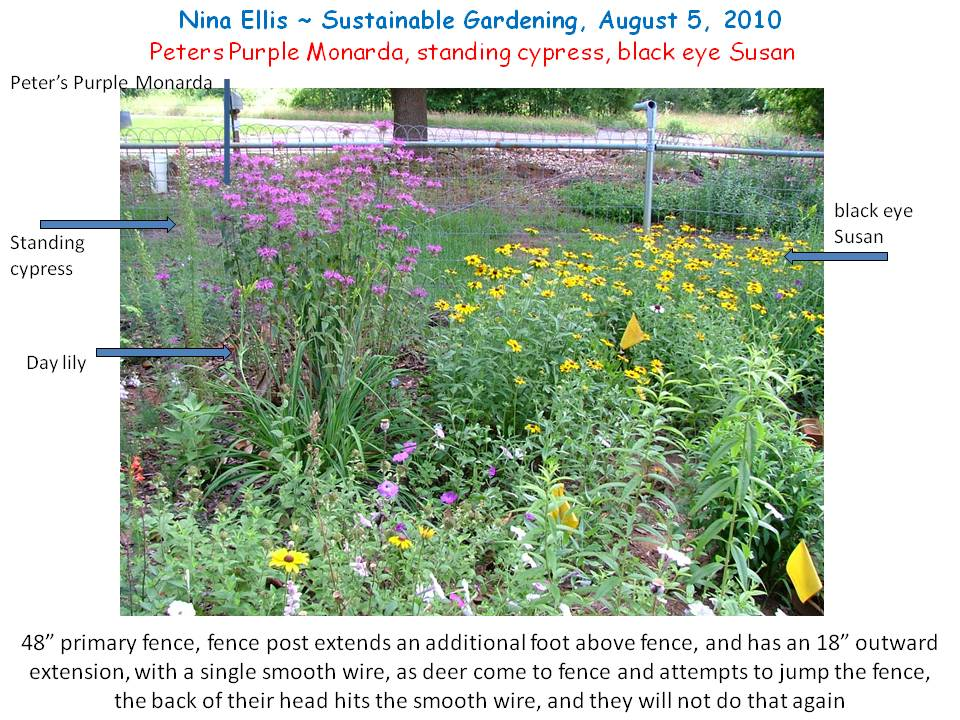 Nina Ellis ~ Sustainable Gardening, August 5, 2010
Peters Purple Monarda, standing cypress, black eye Susan
Peter's Purple Monarda
black eye
Susan
Standing
cypress
Day lily
48” primary fence, fence post extends an additional foot above fence, and has an 18” outward
extension, with a single smooth wire, as deer come to fence and attempts to jump the fence,
the back of their head hits the smooth wire, and they will not do that again